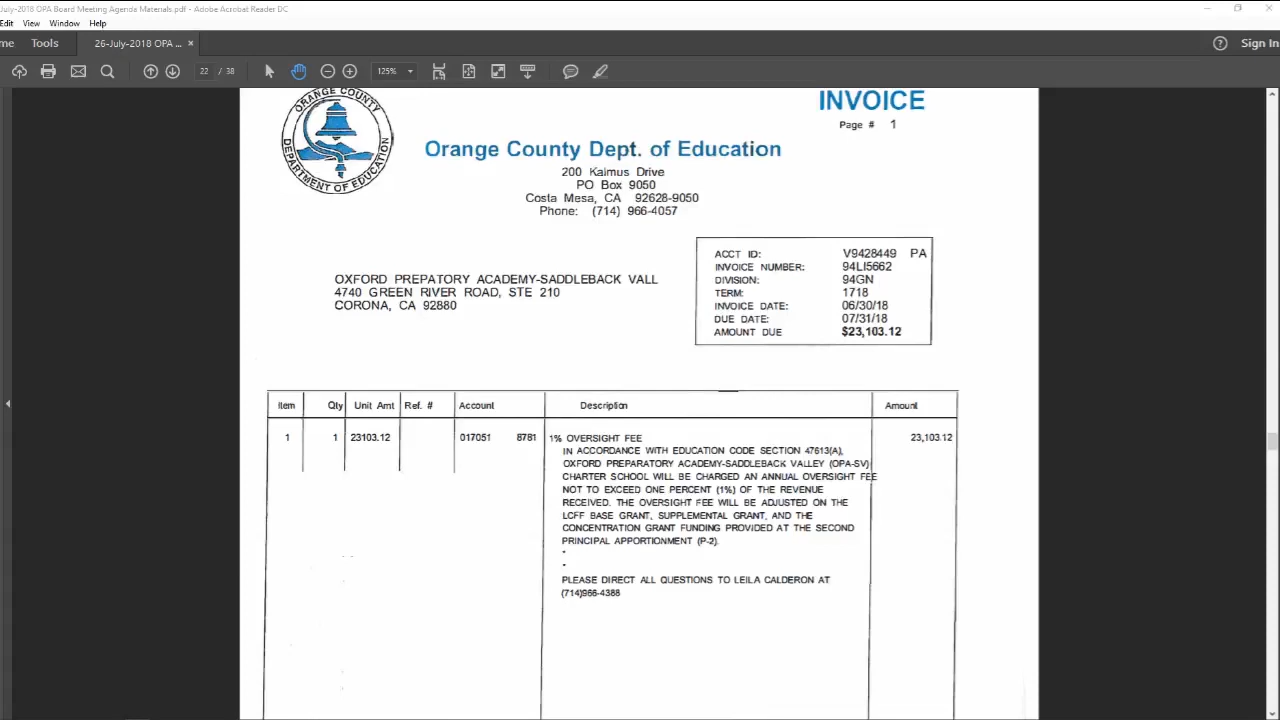 July-2018 OPA Board Meeting Agenda Materials.pdf - Adobe Acrobat Reader DC
Edit View Window Help
me Tools 26-July-2018 OPA ... × ? Sign In
22 / 38 125%
ORANGE COUNTY DEPARTMENT OF EDUCATION
INVOICE
Page # 1
Orange County Dept. of Education
200 Kalmus Drive
PO Box 9050
Costa Mesa, CA 92628-9050
Phone: (714) 966-4057
ACCT ID: V9428449 PA
INVOICE NUMBER: 94LI5662
DIVISION: 94GN
TERM: 1718
INVOICE DATE: 06/30/18
DUE DATE: 07/31/18
AMOUNT DUE $23,103.12
OXFORD PREPATORY ACADEMY-SADDLEBACK VALL
4740 GREEN RIVER ROAD, STE 210
CORONA, CA 92880
Item Qty Unit Amt Ref. # Account Description Amount
1 1 23103.12 017051 8781 1% OVERSIGHT FEE 23,103.12
IN ACCORDANCE WITH EDUCATION CODE SECTION 47613(A),
OXFORD PREPARATORY ACADEMY-SADDLEBACK VALLEY (OPA-SV)
CHARTER SCHOOL WILL BE CHARGED AN ANNUAL OVERSIGHT FEE
NOT TO EXCEED ONE PERCENT (1%) OF THE REVENUE
RECEIVED. THE OVERSIGHT FEE WILL BE ADJUSTED ON THE
LCFF BASE GRANT, SUPPLEMENTAL GRANT, AND THE
CONCENTRATION GRANT FUNDING PROVIDED AT THE SECOND
PRINCIPAL APPORTIONMENT (P-2).
PLEASE DIRECT ALL QUESTIONS TO LEILA CALDERON AT
(714)966-4388